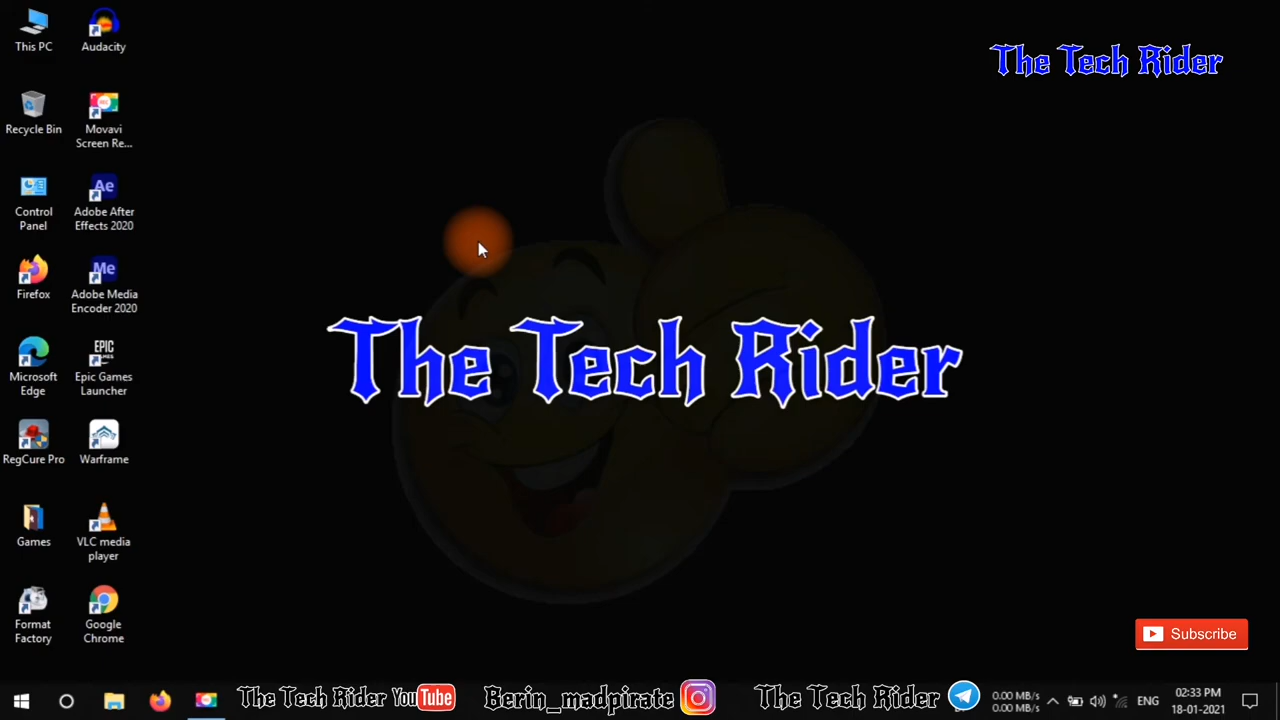 This PC
Audacity
The Tech Rider
Recycle Bin
Movavi
Screen Re...
Control
Panel
Ae
Adobe After
Effects 2020
Firefox
Me
Adobe Media
Encoder 2020
The Tech Rider
Microsoft
Edge
EPIC
GAMES
Epic Games
Launcher
RegCure Pro
Warframe
Games
VLC media
player
Format
Factory
Google
Chrome
Subscribe
The Tech Rider YouTube
Berin_madpirate
The Tech Rider
0.00 MB/s
0.00 MB/s
ENG
02:33 PM
18-01-2021